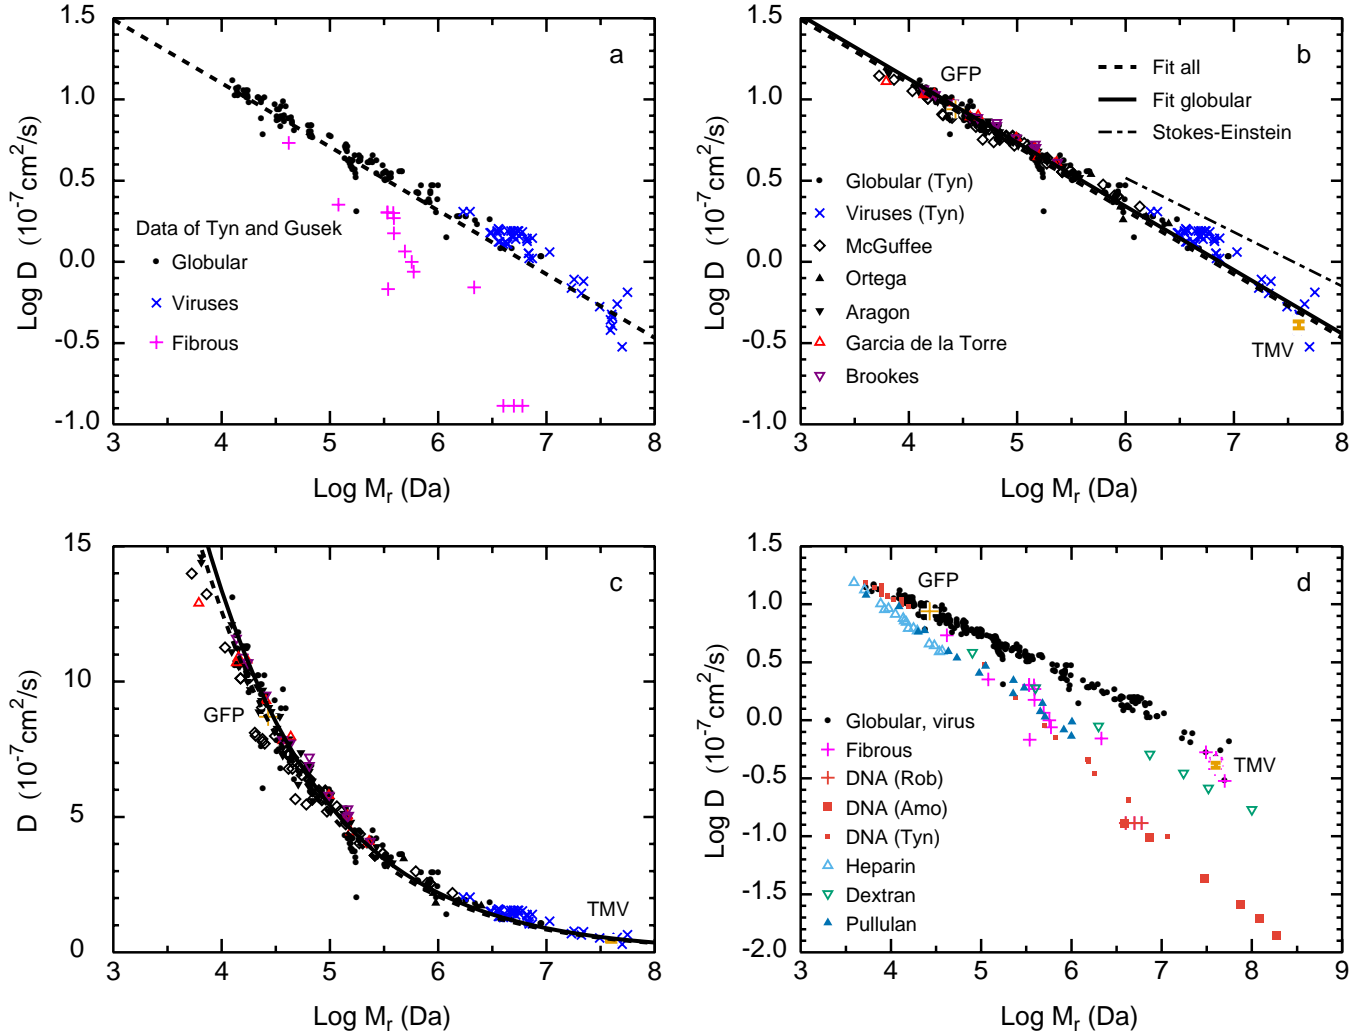 a
1.5
1.0
0.5
0.0
-0.5
-1.0
Log D (10-7cm2/s)
Data of Tyn and Gusek
Globular
Viruses
Fibrous
3 4 5 6 7 8
Log Mr (Da)
b
1.5
1.0
0.5
0.0
-0.5
-1.0
Log D (10-7cm2/s)
GFP
Fit all
Fit globular
Stokes-Einstein
Globular (Tyn)
Viruses (Tyn)
McGuffee
Ortega
Aragon
Garcia de la Torre
Brookes
TMV
3 4 5 6 7 8
Log Mr (Da)
c
15
10
5
0
D (10-7cm2/s)
GFP
TMV
3 4 5 6 7 8
Log Mr (Da)
d
1.5
1.0
0.5
0.0
-0.5
-1.0
-1.5
-2.0
Log D (10-7cm2/s)
GFP
TMV
Globular, virus
Fibrous
DNA (Rob)
DNA (Amo)
DNA (Tyn)
Heparin
Dextran
Pullulan
3 4 5 6 7 8 9
Log Mr (Da)